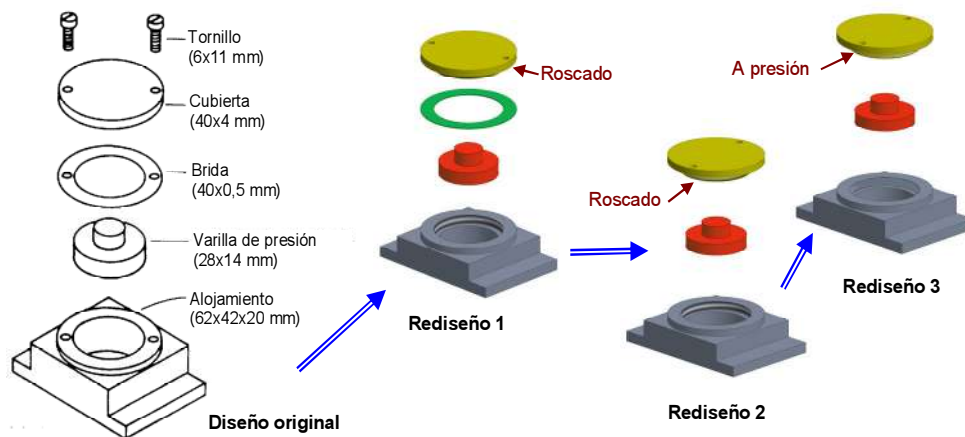 Tornillo
(6x11 mm)
Cubierta
(40x4 mm)
Brida
(40x0,5 mm)
Varilla de presión
(28x14 mm)
Alojamiento
(62x42x20 mm)
Diseño original
Roscado
Rediseño 1
Roscado
Rediseño 2
A presión
Rediseño 3